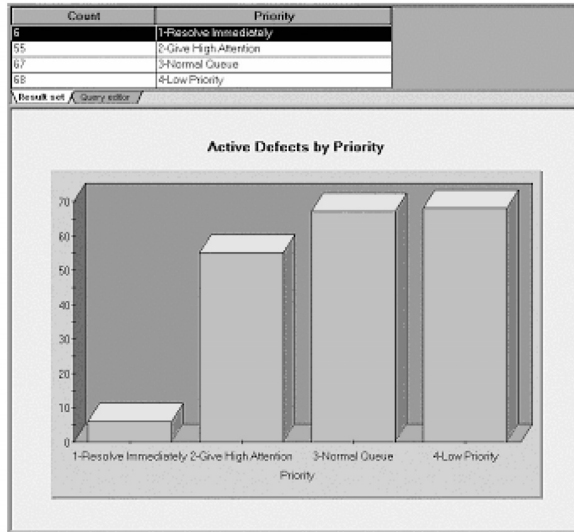 Count Priority
6 1-Resolve Immediately
55 2-Give High Attention
67 3-Normal Queue
68 4-Low Priority
Result set Query editor
Active Defects by Priority
70
60
50
40
30
20
10
0
1-Resolve Immediately 2-Give High Attention 3-Normal Queue 4-Low Priority
Priority